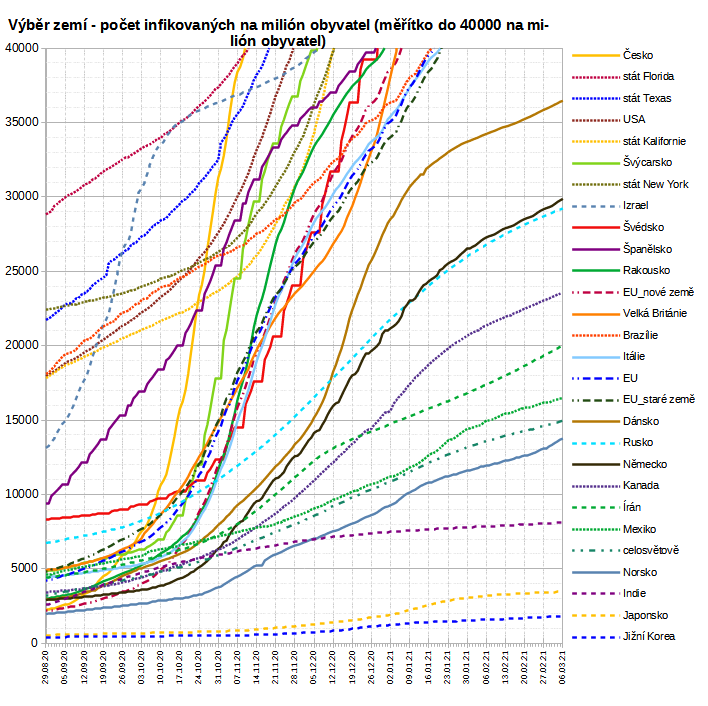 Výběr zemí - počet infikovaných na milión obyvatel (měřítko do 40000 na mi-
lión obyvatel)
40000
35000
30000
25000
20000
15000
10000
5000
0
29.08.20
05.09.20
12.09.20
19.09.20
26.09.20
03.10.20
10.10.20
17.10.20
24.10.20
31.10.20
07.11.20
14.11.20
21.11.20
28.11.20
05.12.20
12.12.20
19.12.20
26.12.20
02.01.21
09.01.21
16.01.21
23.01.21
30.01.21
06.02.21
13.02.21
20.02.21
27.02.21
06.03.21
Česko
stát Florida
stát Texas
USA
stát Kalifornie
Švýcarsko
stát New York
Izrael
Švédsko
Španělsko
Rakousko
EU_nové země
Velká Británie
Brazílie
Itálie
EU
EU_staré země
Dánsko
Rusko
Německo
Kanada
Írán
Mexiko
celosvětově
Norsko
Indie
Japonsko
Jižní Korea